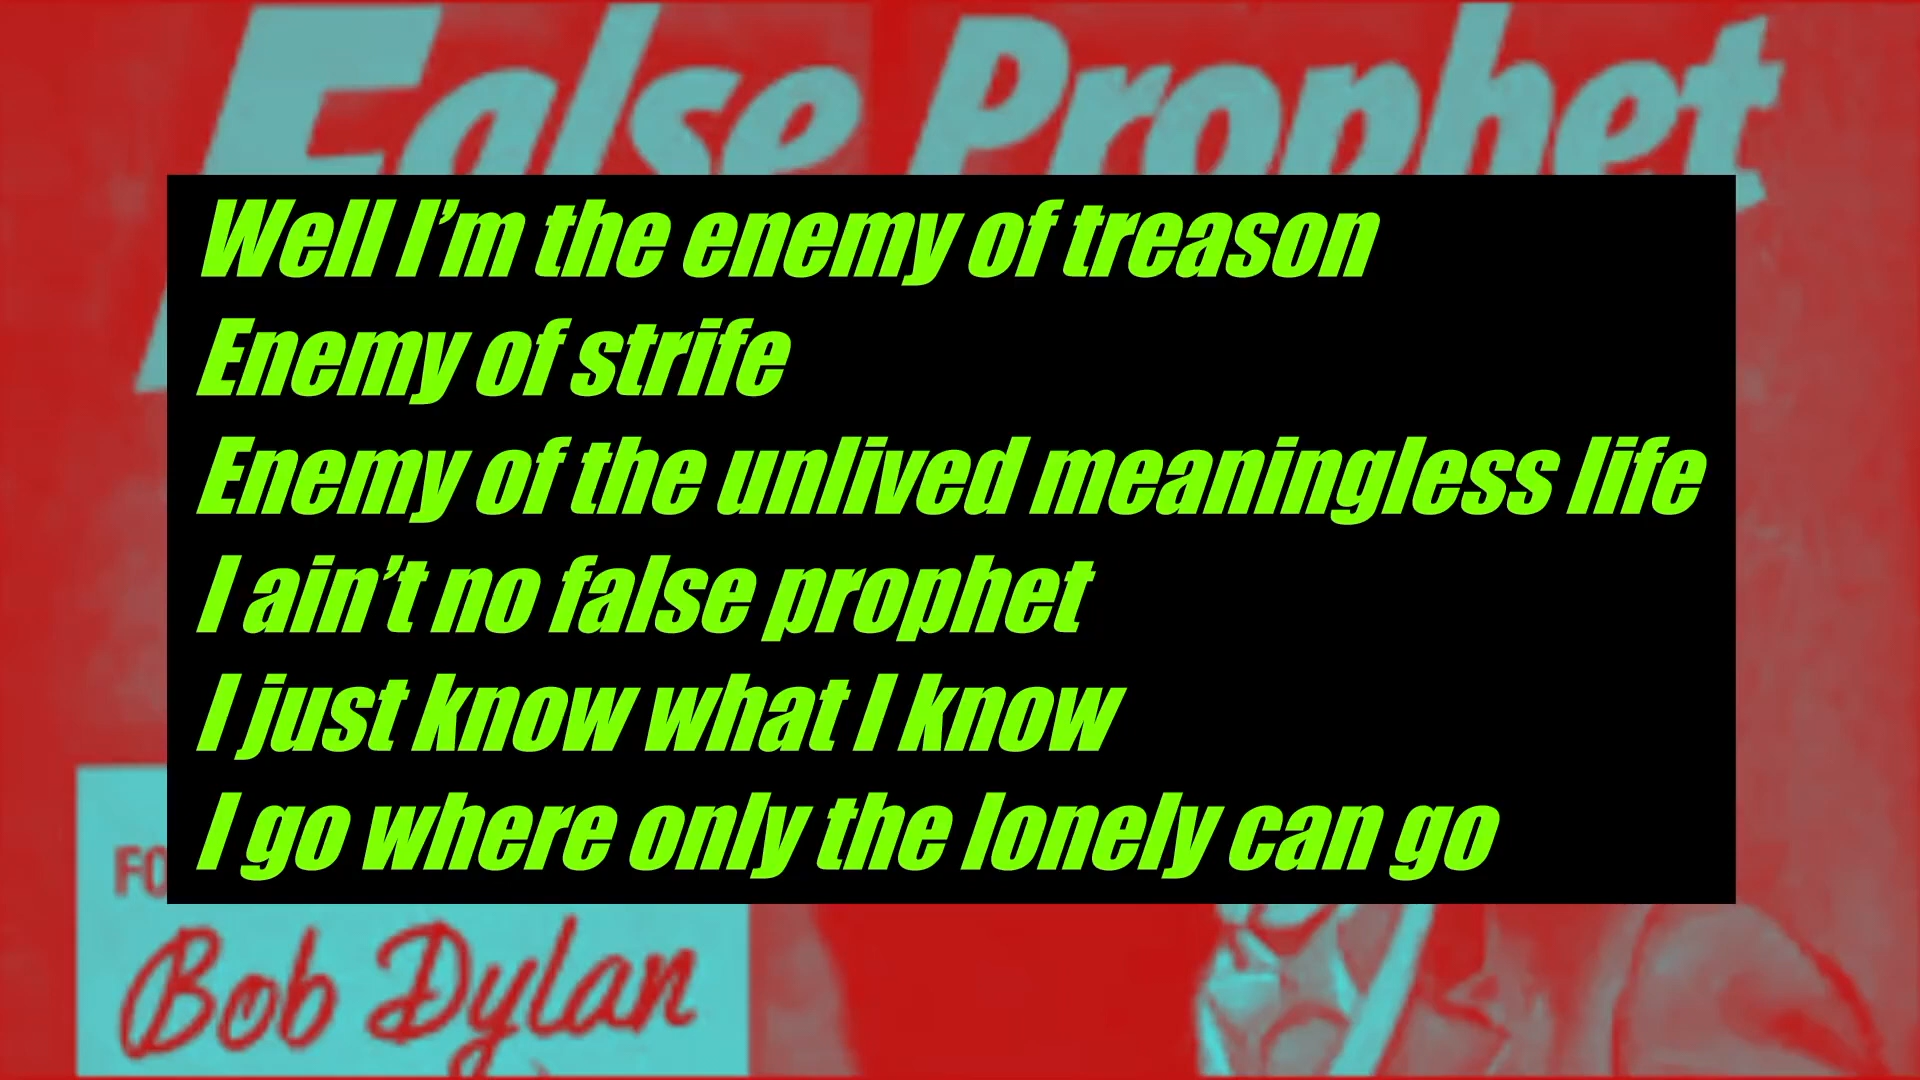 False Prophet
Well I’m the enemy of treason
Enemy of strife
Enemy of the unlived meaningless life
I ain’t no false prophet
I just know what I know
I go where only the lonely can go
FO
Bob Dylan